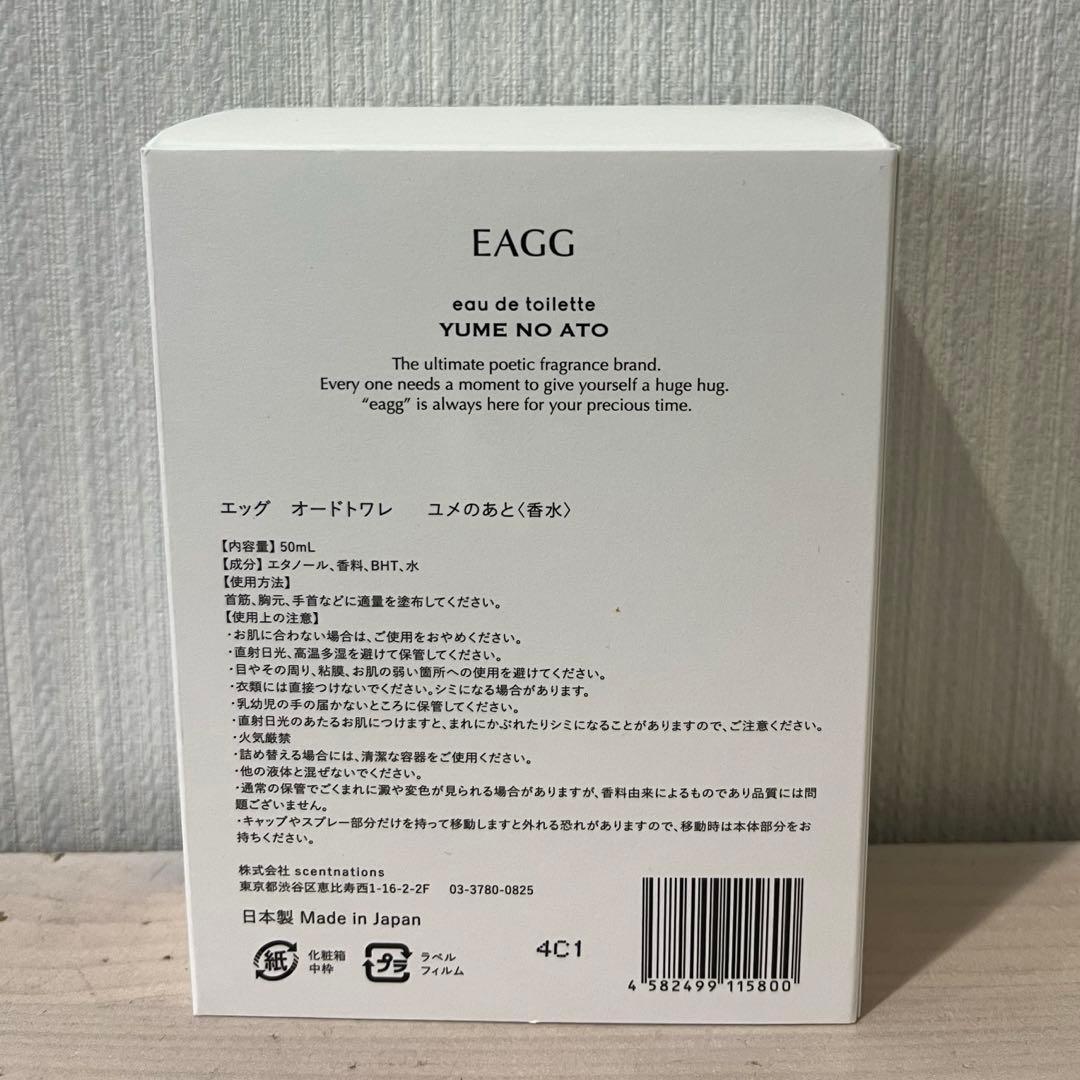 EAGG
eau de toilette
YUME NO ATO
The ultimate poetic fragrance brand.
Every one needs a moment to give yourself a huge hug.
“eagg” is always here for your precious time.
エッグ　オードトワレ　　ユメのあと〈香水〉
【内容量】50mL
【成分】エタノール、香料、BHT、水
【使用方法】
首筋、胸元、手首などに適量を塗布してください。
【使用上の注意】
・お肌に合わない場合は、ご使用をおやめください。
・直射日光、高温多湿を避けて保管してください。
・目やその周り、粘膜、お肌の弱い箇所への使用を避けてください。
・衣類には直接つけないでください。シミになる場合があります。
・乳幼児の手の届かないところに保管してください。
・直射日光のあたるお肌につけますと、まれにかぶれたりシミになることがありますので、ご注意ください。
・火気厳禁
・詰め替える場合には、清潔な容器をご使用ください。
・他の液体と混ぜないでください。
・通常の保管でごくまれに澱や変色が見られる場合がありますが、香料由来によるものであり品質には問
題ございません。
・キャップやスプレー部分だけを持って移動しますと外れる恐れがありますので、移動時は本体部分をお
持ちください。
株式会社 scentnations
東京都渋谷区恵比寿西1-16-2-2F　03-3780-0825
日本製 Made in Japan
紙 化粧箱
中枠
プラ ラベル
フィルム
4C1
4 582499 115800